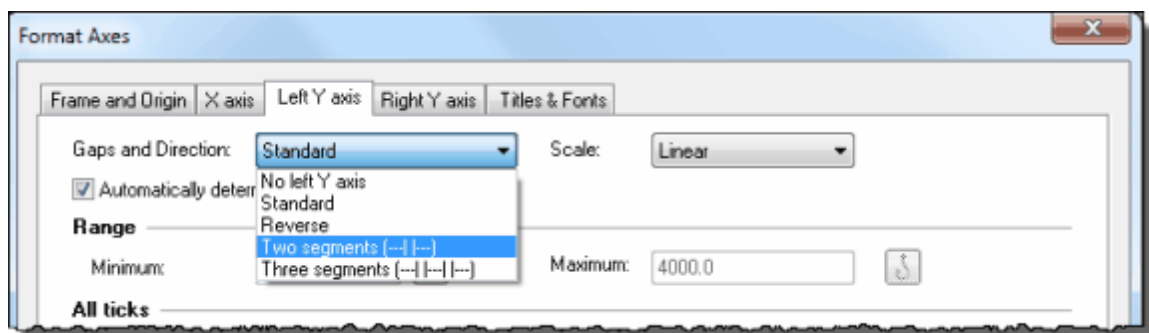 Format Axes
Frame and Origin X axis Left Y axis Right Y axis Titles & Fonts
Gaps and Direction: Standard Scale: Linear
Automatically
No left Y axis
Standard
Reverse
Range
Two segments (---| |---)
Minimum: Three segments (---| |---| |---) Maximum: 4000.0
All ticks